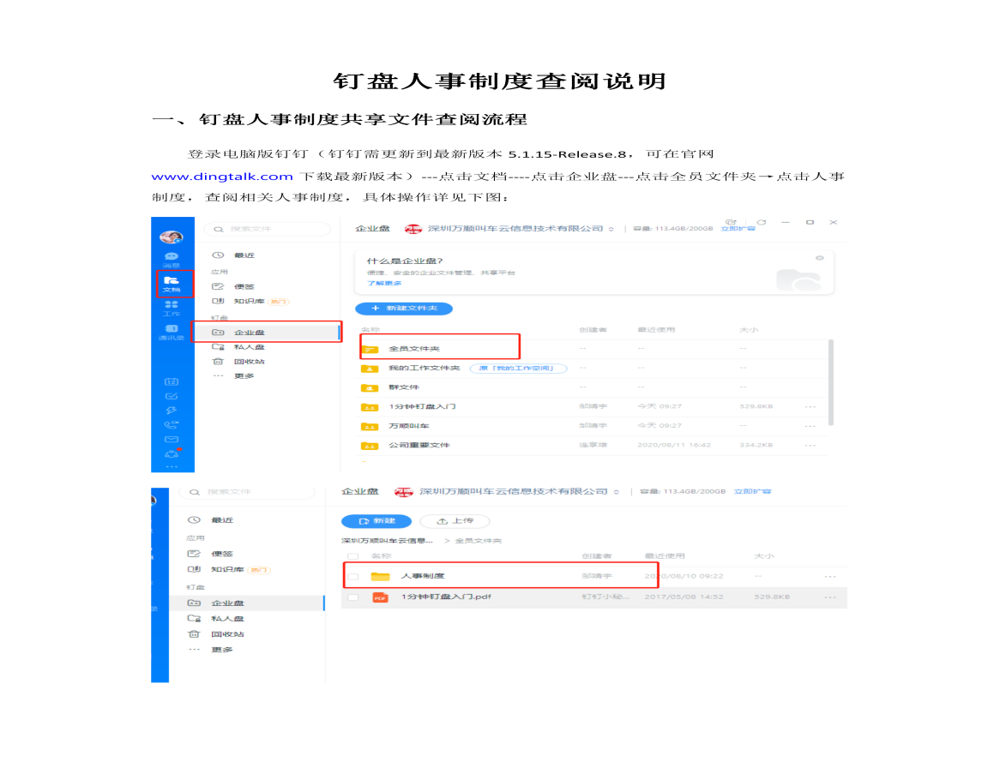 钉盘人事制度查阅说明
一、钉盘人事制度共享文件查阅流程
登录电脑版钉钉（钉钉需更新到最新版本 5.1.15-Release.8，可在官网
www.dingtalk.com 下载最新版本）---点击文档----点击企业盘---点击全员文件夹→点击人事
制度，查阅相关人事制度，具体操作详见下图：
搜索文件
企业盘 深圳万顺叫车云信息技术有限公司 容量: 113.4GB/200GB 立即扩容
消息
文档
工作
通讯录
12
最近
应用
便签
知识库 热门
钉盘
企业盘
私人盘
回收站
更多
什么是企业盘?
便捷、安全的企业文件管理、共享平台
了解更多
+ 新建文件夹
名称 创建者 最近使用 大小
全员文件夹 -- -- --
我的工作文件夹 原「我的工作空间」 -- -- --
群文件 -- -- --
1分钟钉盘入门 邹靖宇 今天 09:27 529.8KB ···
万顺叫车 邹靖宇 今天 09:27 -- ···
公司重要文件 2020/08/11 16:42 334.2KB ···
搜索文件
企业盘 深圳万顺叫车云信息技术有限公司 容量: 113.4GB/200GB 立即扩容
最近
应用
便签
知识库 热门
钉盘
企业盘
私人盘
回收站
更多
新建 上传
深圳万顺叫车云信息... > 全员文件夹
名称 创建者 最近使用 大小
人事制度 邹靖宇 2020/08/10 09:22 -- ···
PDF 1分钟钉盘入门.pdf 钉钉小秘... 2017/05/08 14:52 529.8KB ···